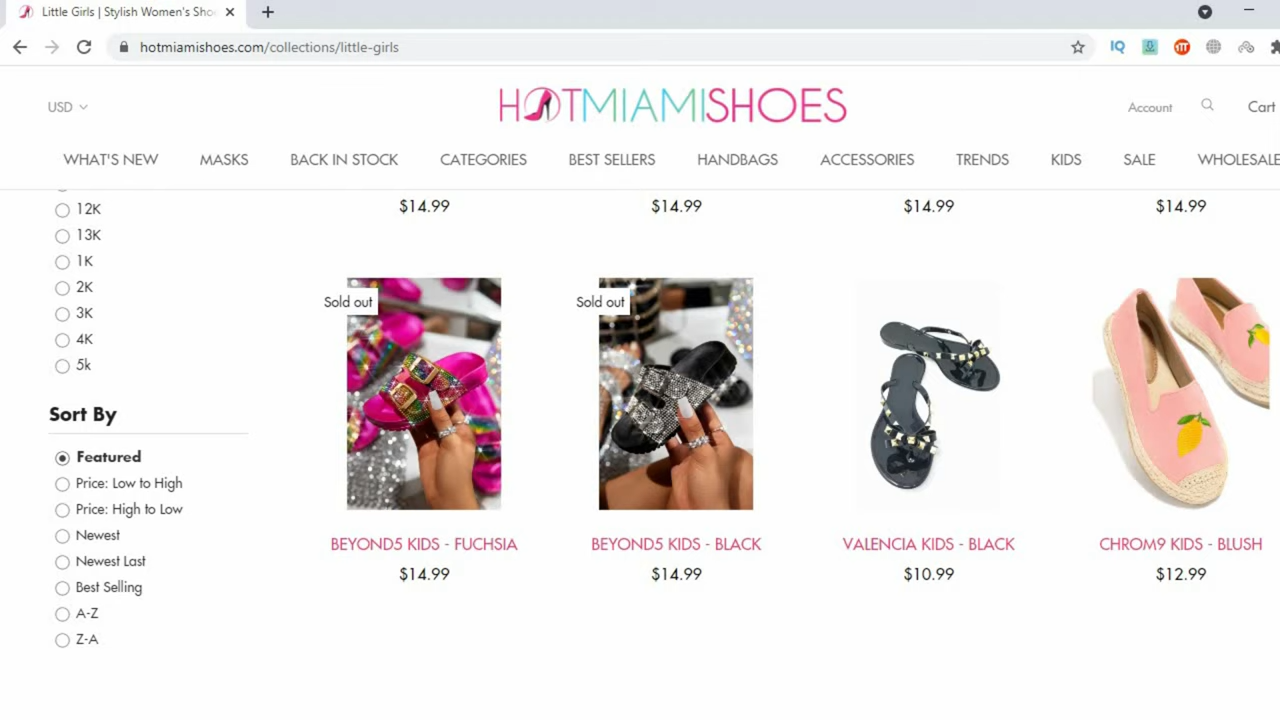 Little Girls | Stylish Women's Sho
hotmiamishoes.com/collections/little-girls
IQ
USD
HOTMIAMISHOES
Account
Cart
WHAT'S NEW
MASKS
BACK IN STOCK
CATEGORIES
BEST SELLERS
HANDBAGS
ACCESSORIES
TRENDS
KIDS
SALE
WHOLESALE
12K
13K
1K
2K
3K
4K
5k
Sort By
Featured
Price: Low to High
Price: High to Low
Newest
Newest Last
Best Selling
A-Z
Z-A
$14.99
$14.99
$14.99
$14.99
Sold out
Sold out
BEYOND5 KIDS - FUCHSIA
BEYOND5 KIDS - BLACK
VALENCIA KIDS - BLACK
CHROM9 KIDS - BLUSH
$14.99
$14.99
$10.99
$12.99